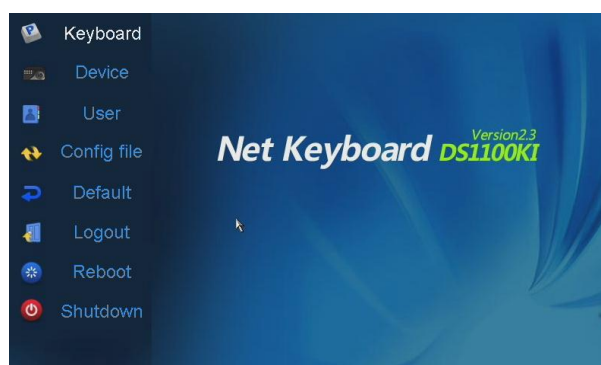 Keyboard
Device
User
Config file
Default
Logout
Reboot
Shutdown
Version2.3
Net Keyboard DS1100KI